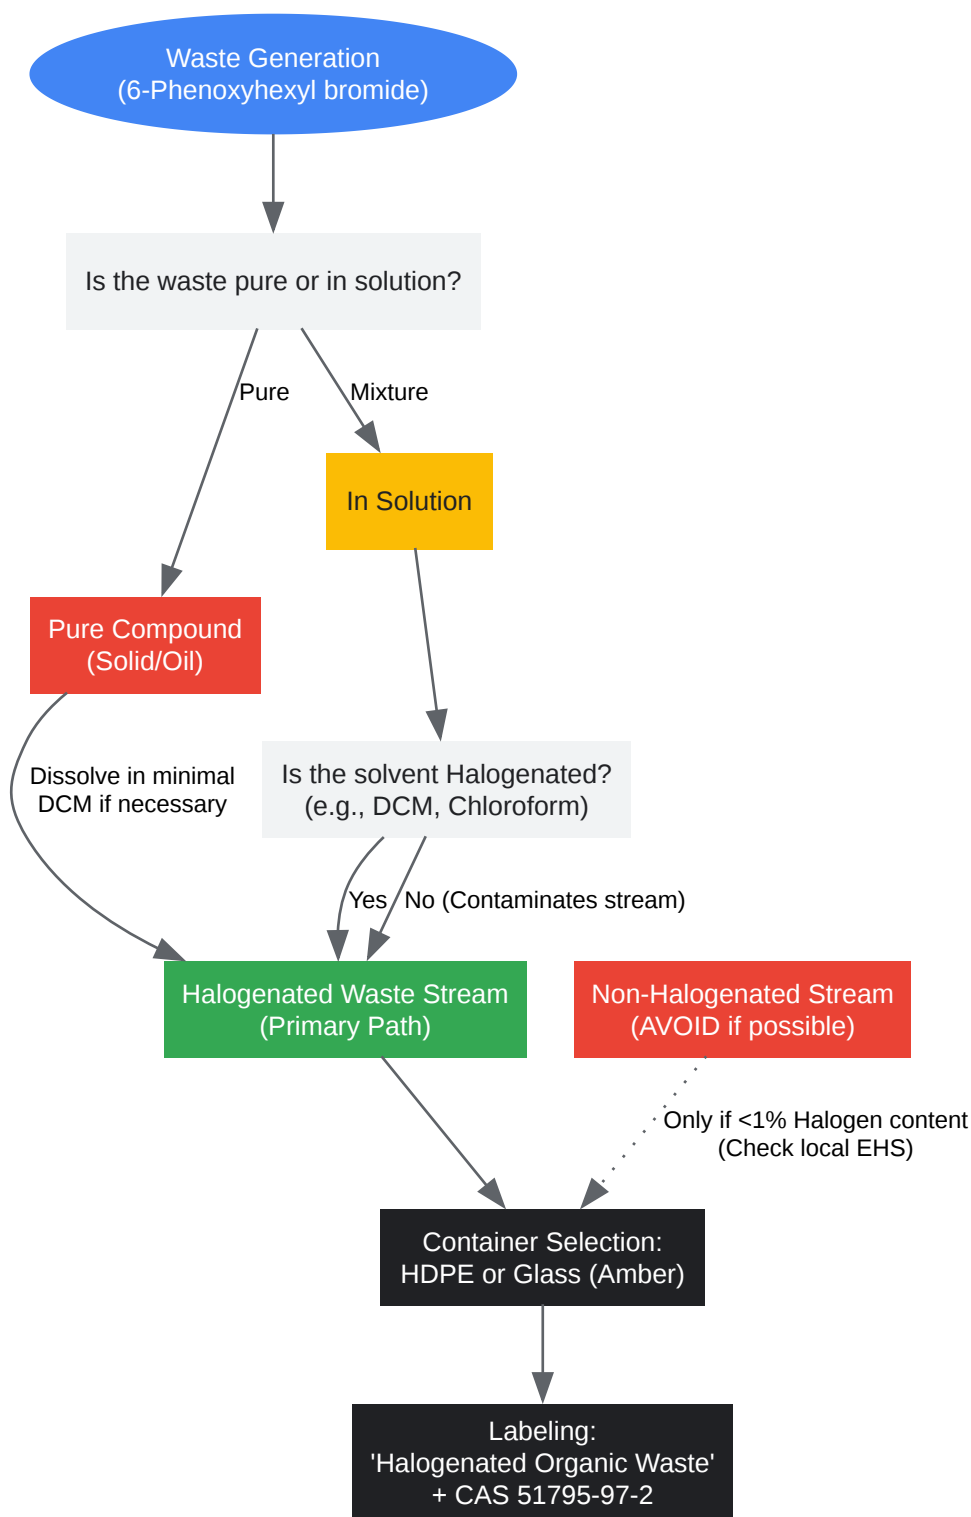 Waste Generation
(6-Phenoxyhexyl bromide)
Is the waste pure or in solution?
Pure
Mixture
In Solution
Pure Compound
(Solid/Oil)
Dissolve in minimal
DCM if necessary
Is the solvent Halogenated?
(e.g., DCM, Chloroform)
Yes
No (Contaminates stream)
Halogenated Waste Stream
(Primary Path)
Non-Halogenated Stream
(AVOID if possible)
Only if <1% Halogen content
(Check local EHS)
Container Selection:
HDPE or Glass (Amber)
Labeling:
'Halogenated Organic Waste'
+ CAS 51795-97-2